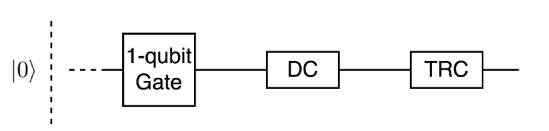 |0⟩
1-qubit
Gate
DC
TRC